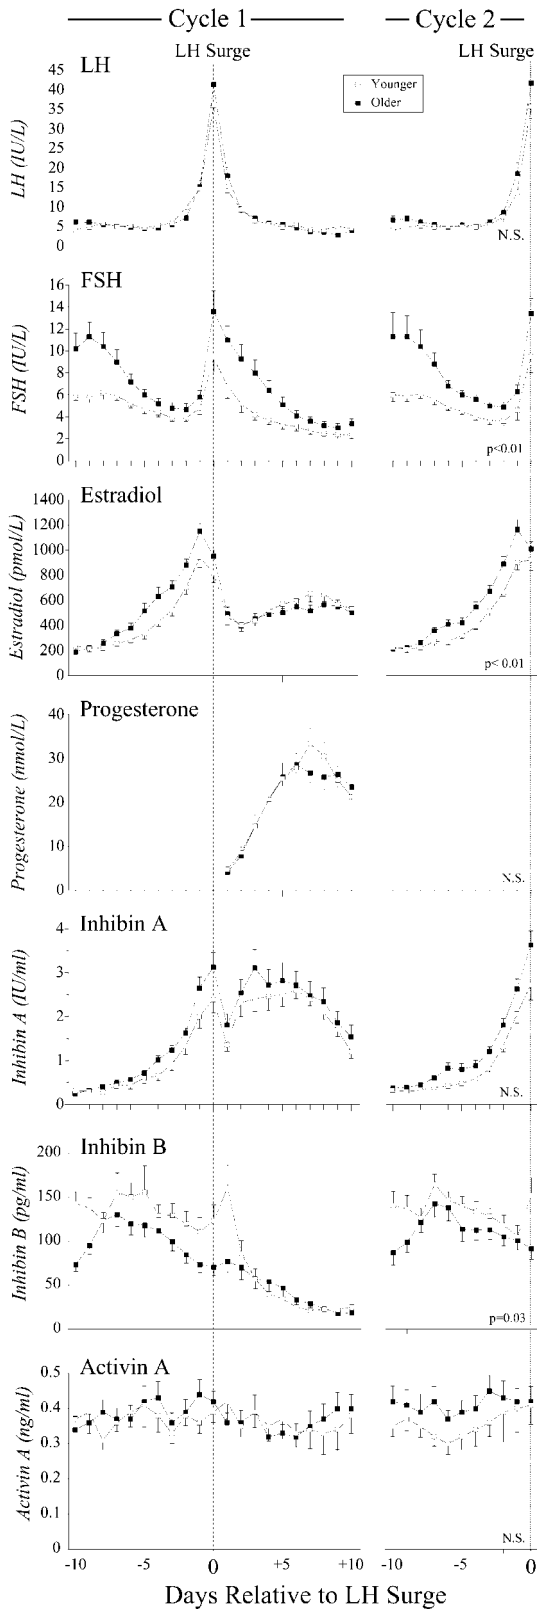 Cycle 1 Cycle 2
LH Surge LH Surge
LH
Younger
Older
LH (IU/L)
45
40
35
30
25
20
15
10
5
0
N.S.
FSH
FSH (IU/L)
16
14
12
10
8
6
4
2
0
p<0.01
Estradiol
Estradiol (pmol/L)
1400
1200
1000
800
600
400
200
0
p< 0.01
Progesterone
Progesterone (nmol/L)
40
30
20
10
0
N.S.
Inhibin A
Inhibin A (IU/ml)
4
3
2
1
0
N.S.
Inhibin B
Inhibin B (pg/ml)
200
150
100
50
0
p=0.03
Activin A
Activin A (ng/ml)
0.5
0.4
0.3
0.2
0.1
0
N.S.
-10 -5 0 +5 +10 -10 -5 0
Days Relative to LH Surge